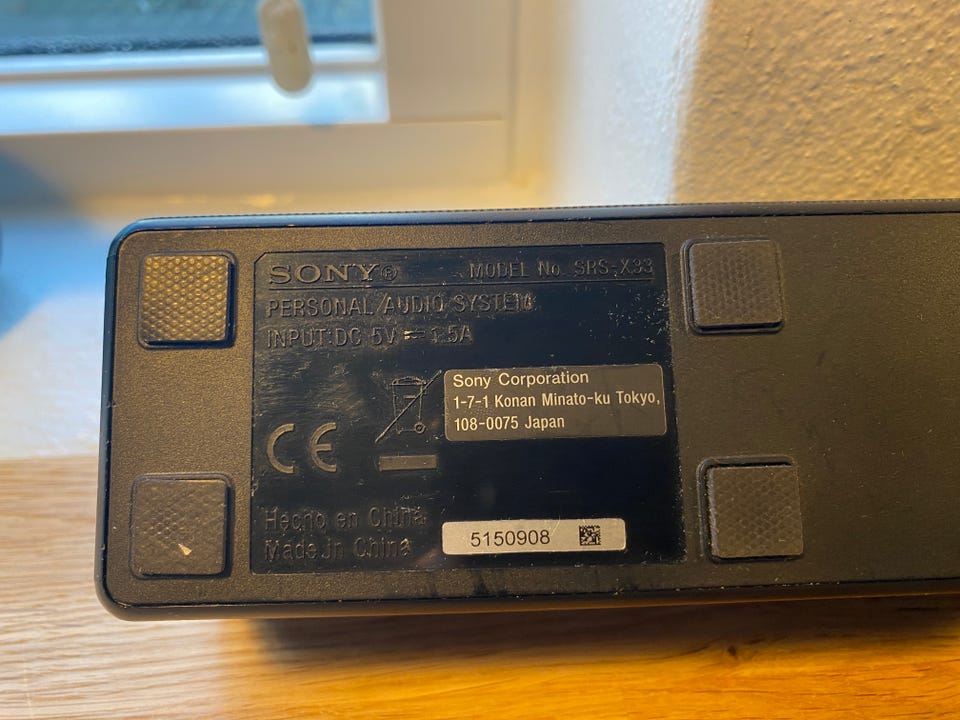 SONY® MODEL No. SRS-X33
PERSONAL AUDIO SYSTEM
INPUT:DC 5V ⎓ 1.5A
Sony Corporation
1-7-1 Konan Minato-ku Tokyo,
108-0075 Japan
CE
Hecho en China
Made in China
5150908